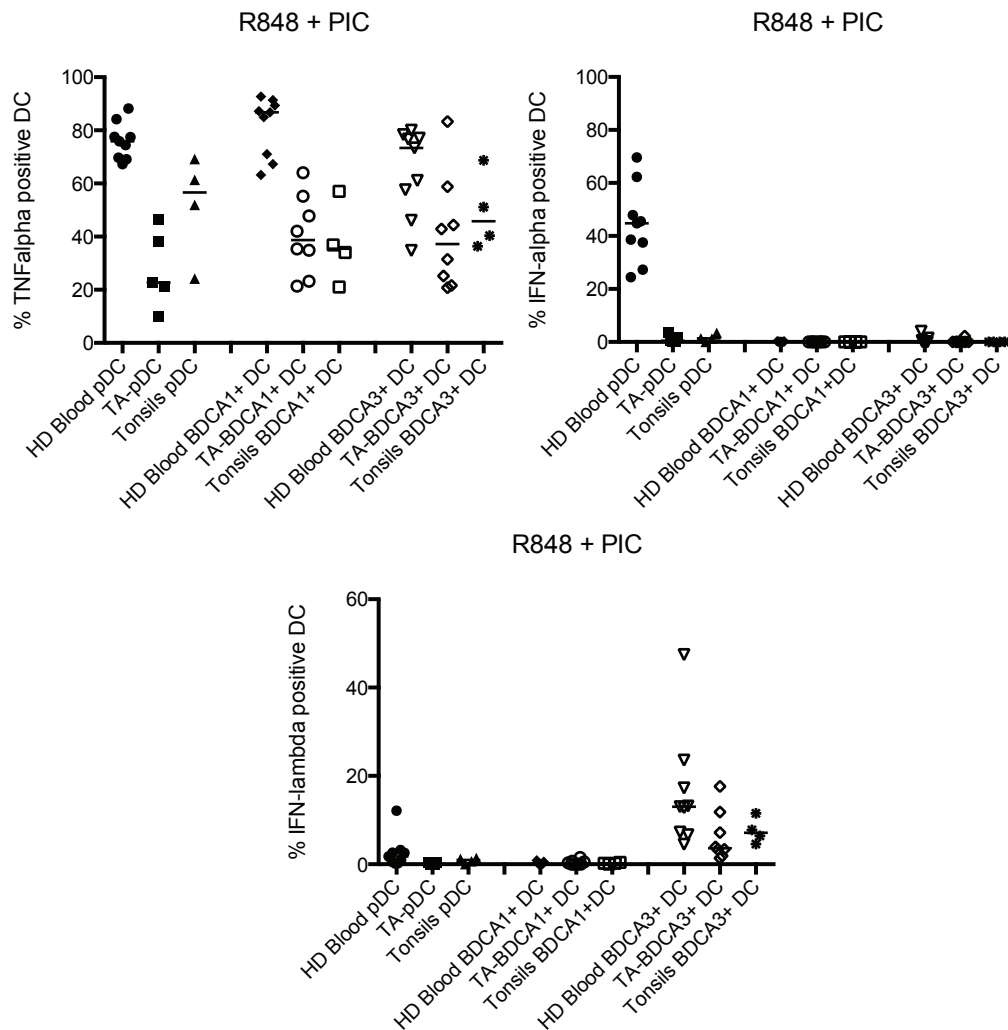 R848 + PIC
% TNFalpha positive DC
100
80
60
40
20
0
HD Blood pDC
TA-pDC
Tonsils pDC
HD Blood BDCA1+ DC
TA-BDCA1+ DC
Tonsils BDCA1+ DC
HD Blood BDCA3+ DC
TA-BDCA3+ DC
Tonsils BDCA3+ DC
R848 + PIC
% IFN-alpha positive DC
100
80
60
40
20
0
HD Blood pDC
TA-pDC
Tonsils pDC
HD Blood BDCA1+ DC
TA-BDCA1+ DC
Tonsils BDCA1+DC
HD Blood BDCA3+ DC
TA-BDCA3+ DC
Tonsils BDCA3+ DC
R848 + PIC
% IFN-lambda positive DC
60
40
20
0
HD Blood pDC
TA-pDC
Tonsils pDC
HD Blood BDCA1+ DC
TA-BDCA1+ DC
Tonsils BDCA1+DC
HD Blood BDCA3+ DC
TA-BDCA3+ DC
Tonsils BDCA3+ DC